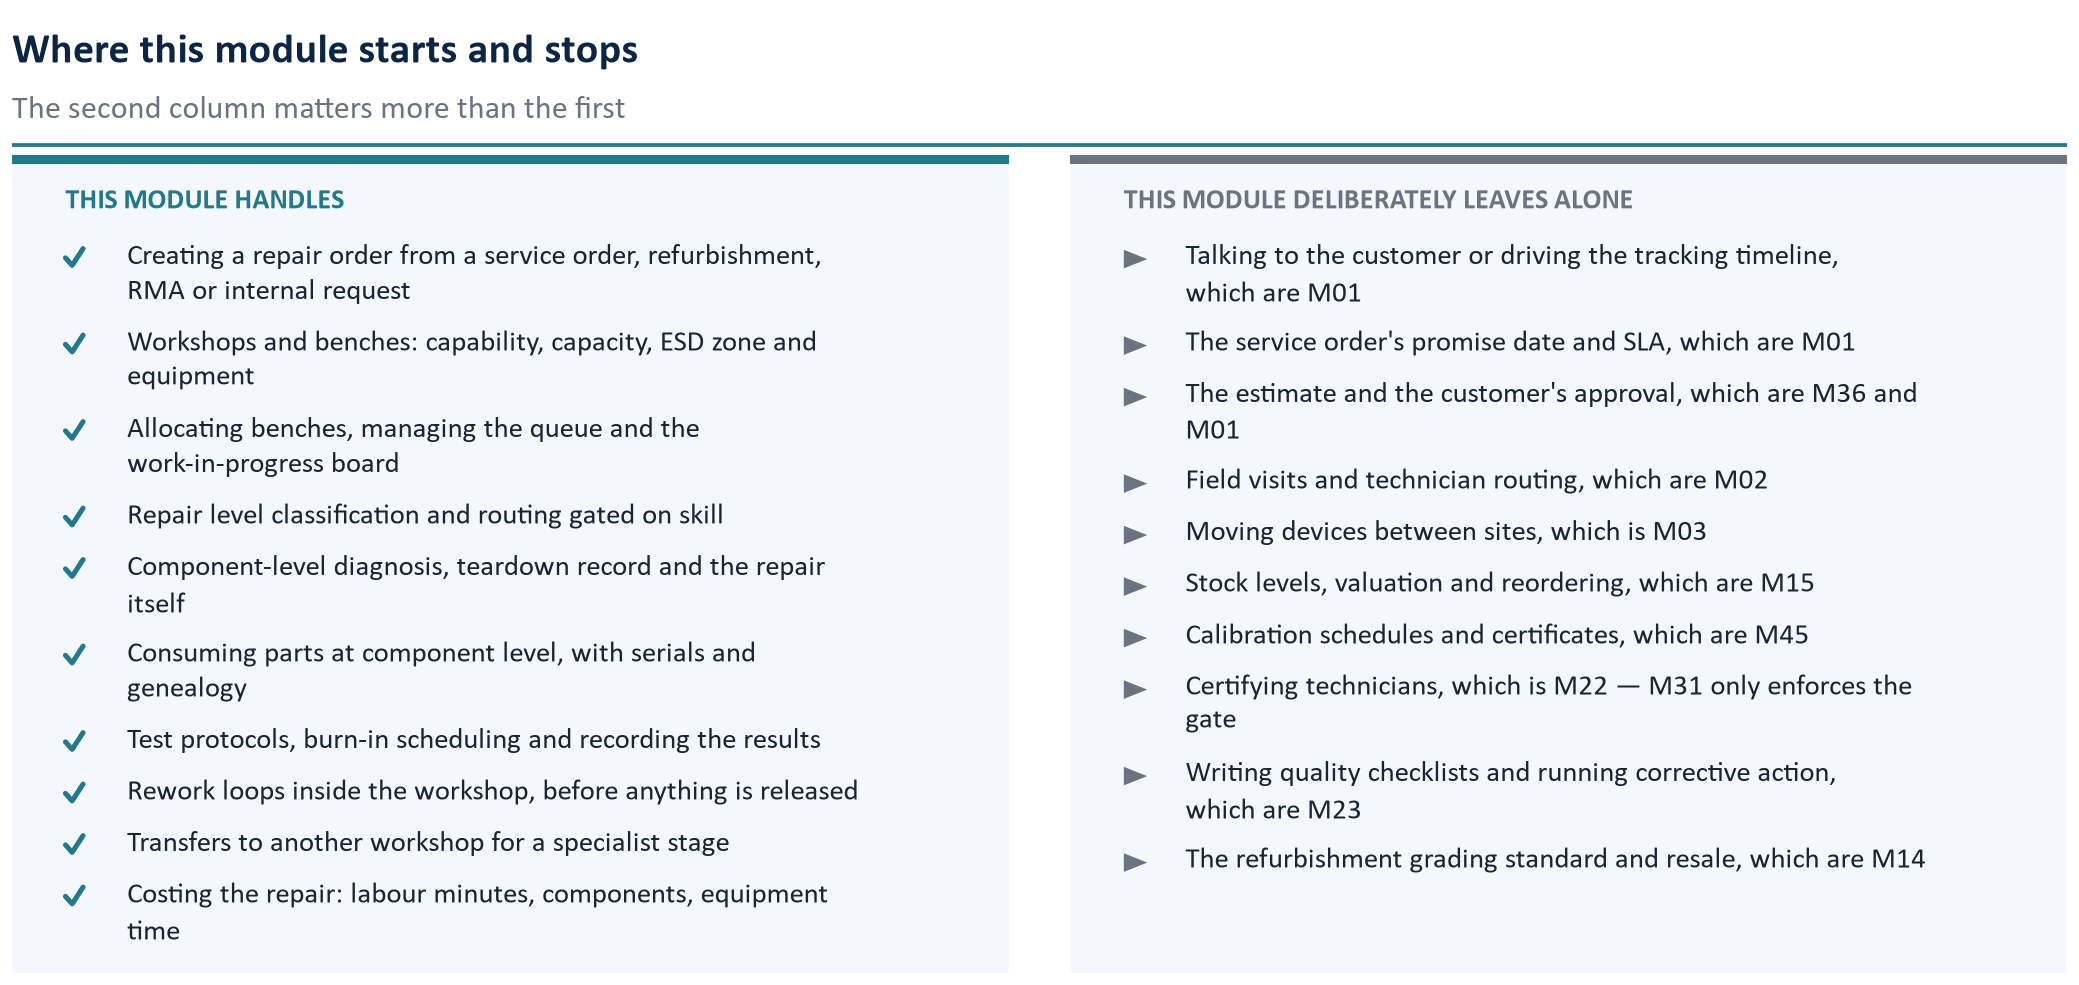 Where this module starts and stops
The second column matters more than the first
THIS MODULE HANDLES
Creating a repair order from a service order, refurbishment,
RMA or internal request
Workshops and benches: capability, capacity, ESD zone and
equipment
Allocating benches, managing the queue and the
work-in-progress board
Repair level classification and routing gated on skill
Component-level diagnosis, teardown record and the repair
itself
Consuming parts at component level, with serials and
genealogy
Test protocols, burn-in scheduling and recording the results
Rework loops inside the workshop, before anything is released
Transfers to another workshop for a specialist stage
Costing the repair: labour minutes, components, equipment
time
THIS MODULE DELIBERATELY LEAVES ALONE
Talking to the customer or driving the tracking timeline,
which are M01
The service order's promise date and SLA, which are M01
The estimate and the customer's approval, which are M36 and
M01
Field visits and technician routing, which are M02
Moving devices between sites, which is M03
Stock levels, valuation and reordering, which are M15
Calibration schedules and certificates, which are M45
Certifying technicians, which is M22 — M31 only enforces the
gate
Writing quality checklists and running corrective action,
which are M23
The refurbishment grading standard and resale, which are M14